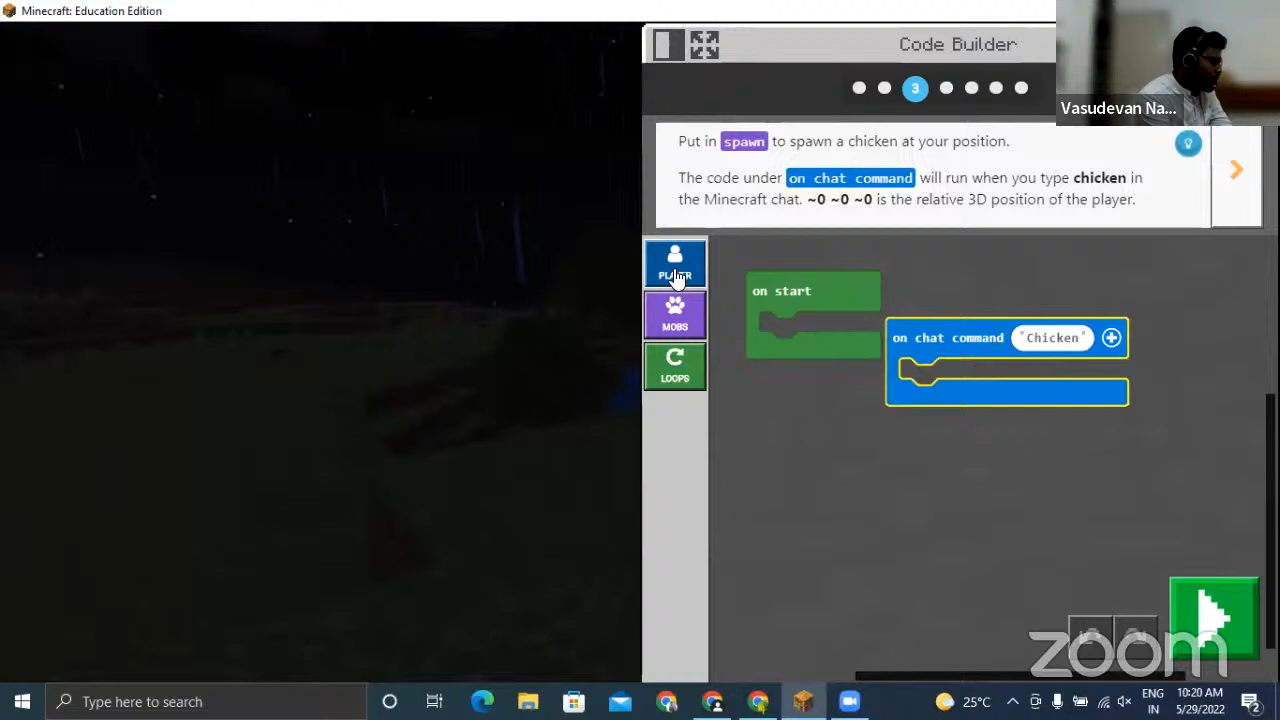 Minecraft: Education Edition
Code Builder
3
Vasudevan Na...
Put in spawn to spawn a chicken at your position.
The code under on chat command will run when you type chicken in
the Minecraft chat. ~0 ~0 ~0 is the relative 3D position of the player.
PLAYER
MOBS
LOOPS
on start
on chat command "Chicken"
zoom
Type here to search
25°C
ENG
IN
10:20 AM
5/29/2022
2